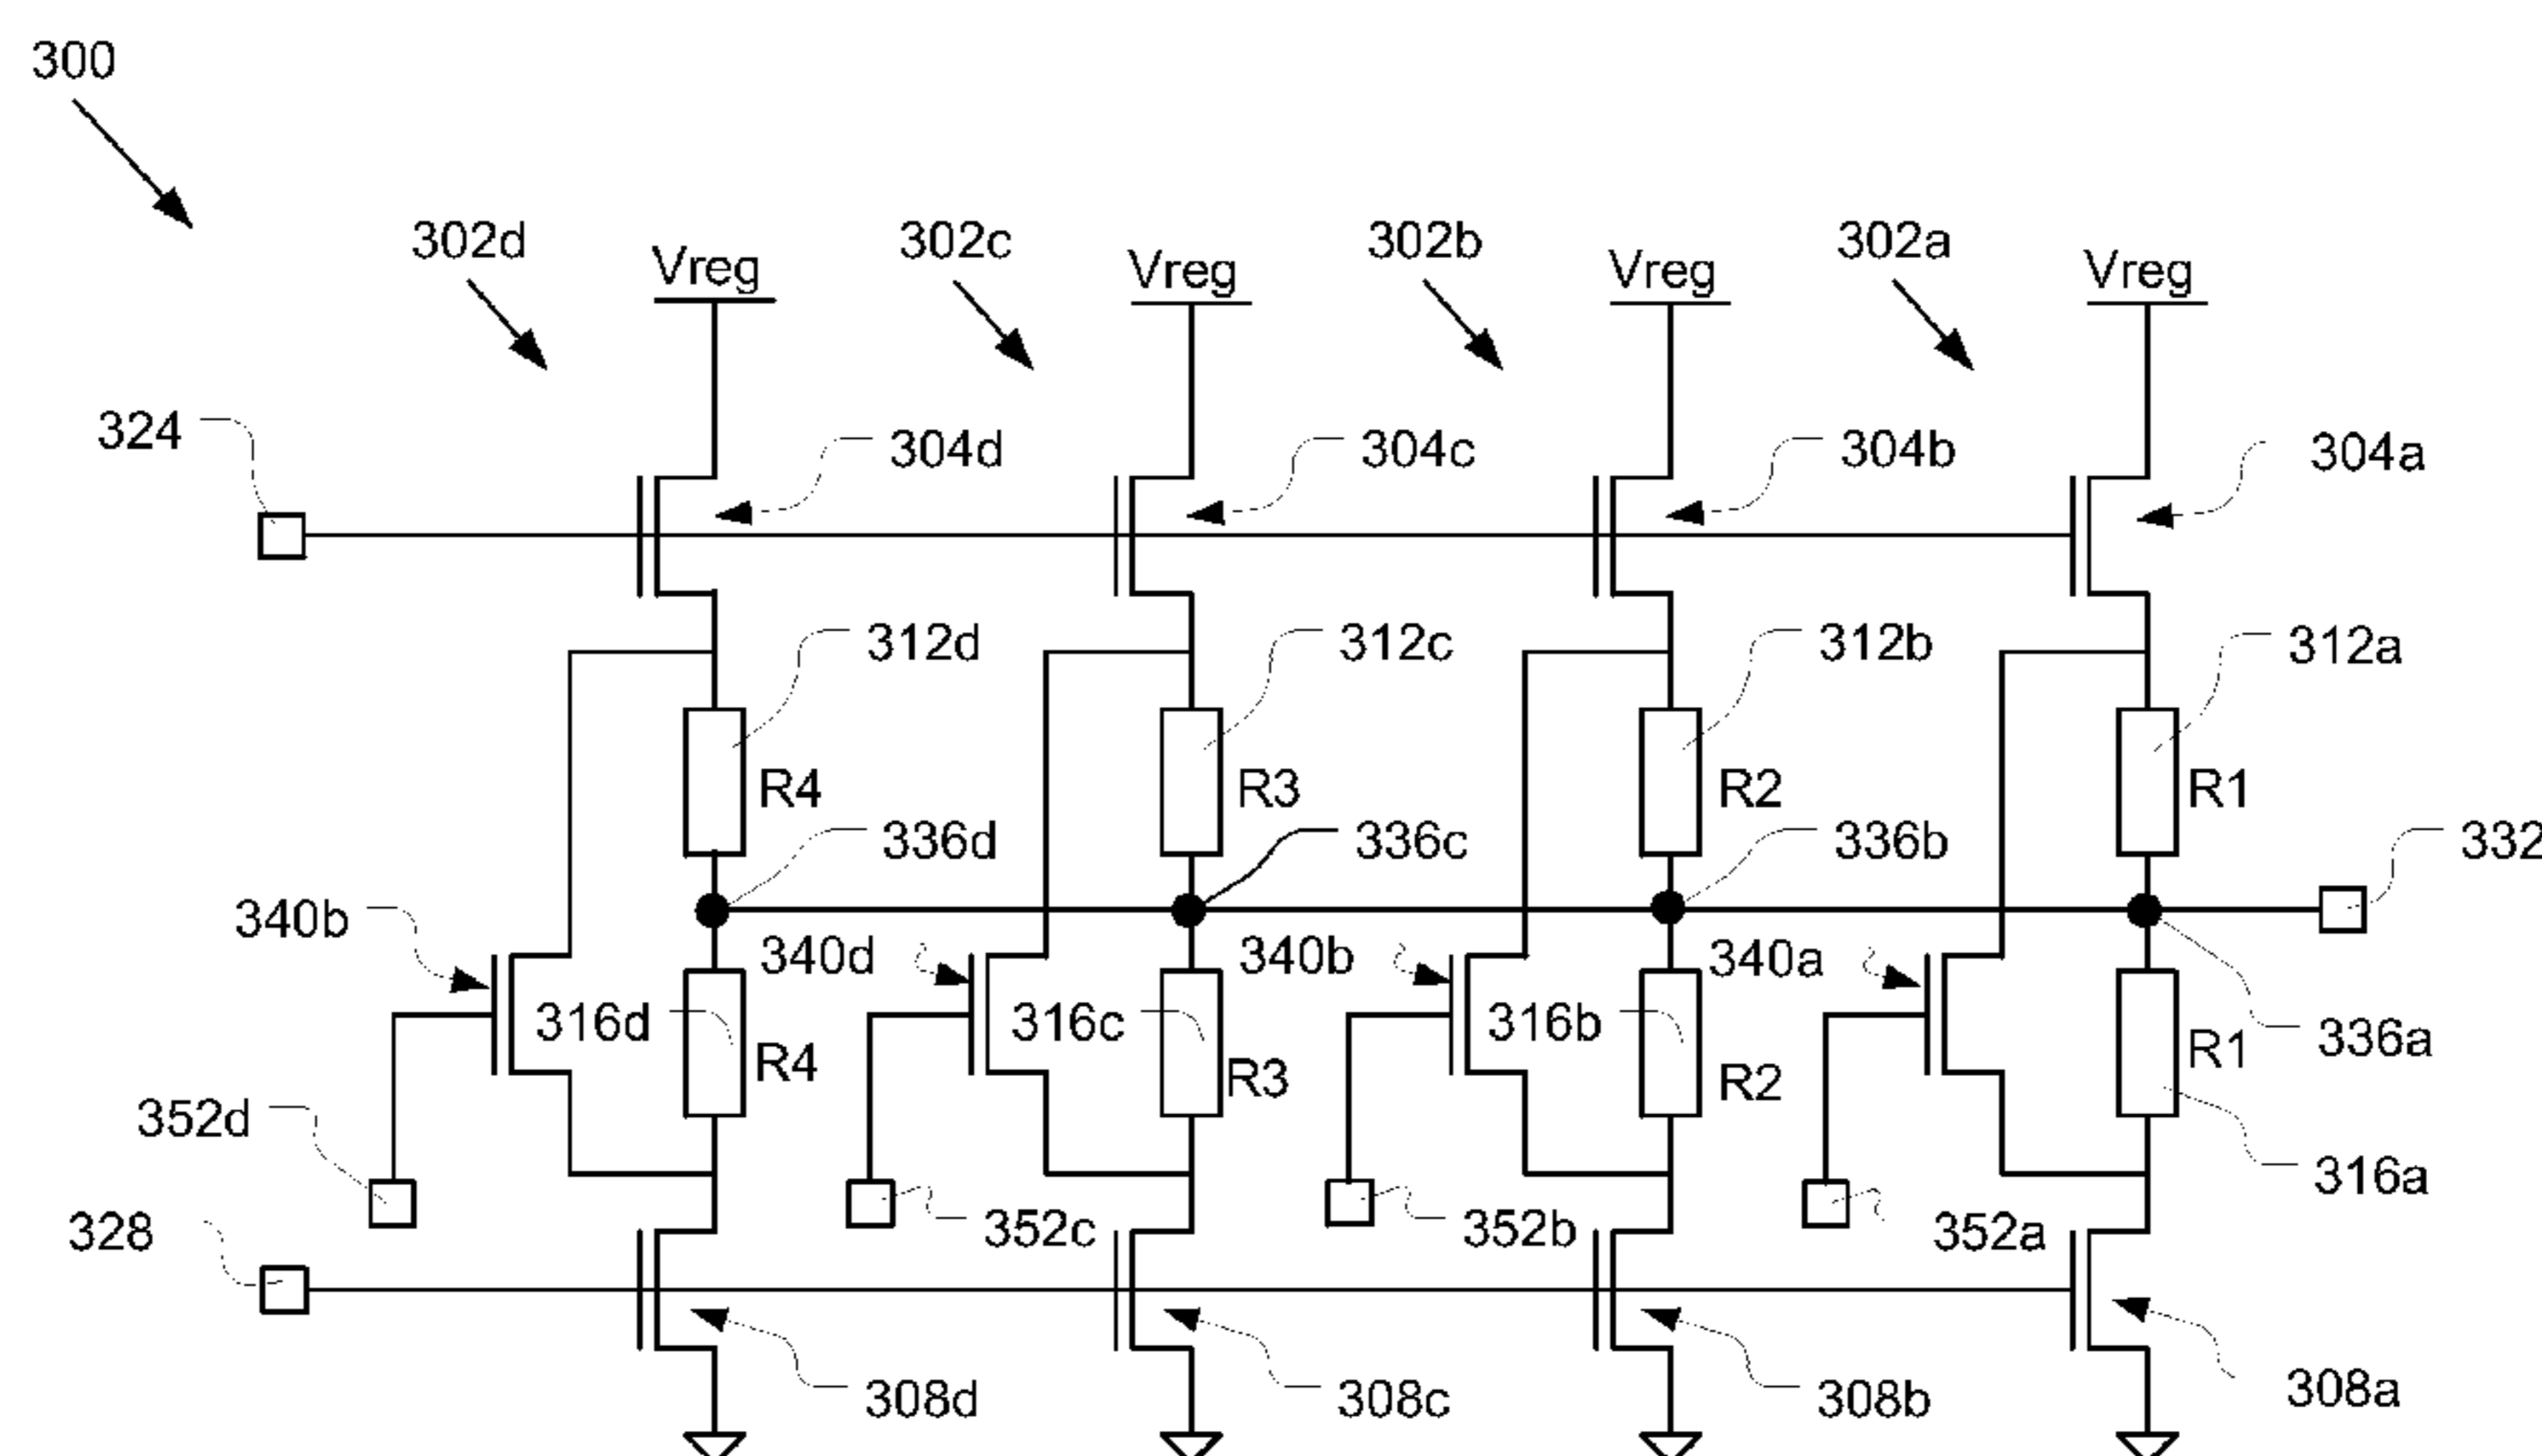 300
302d
302c
302b
302a
Vreg
Vreg
Vreg
Vreg
324
304d
304c
304b
304a
312d
312c
312b
312a
R4
R3
R2
R1
336d
336c
336b
332
340b
340d
340b
340a
316d
316c
316b
336a
R4
R3
R2
R1
352d
316a
328
352c
352b
352a
308d
308c
308b
308a